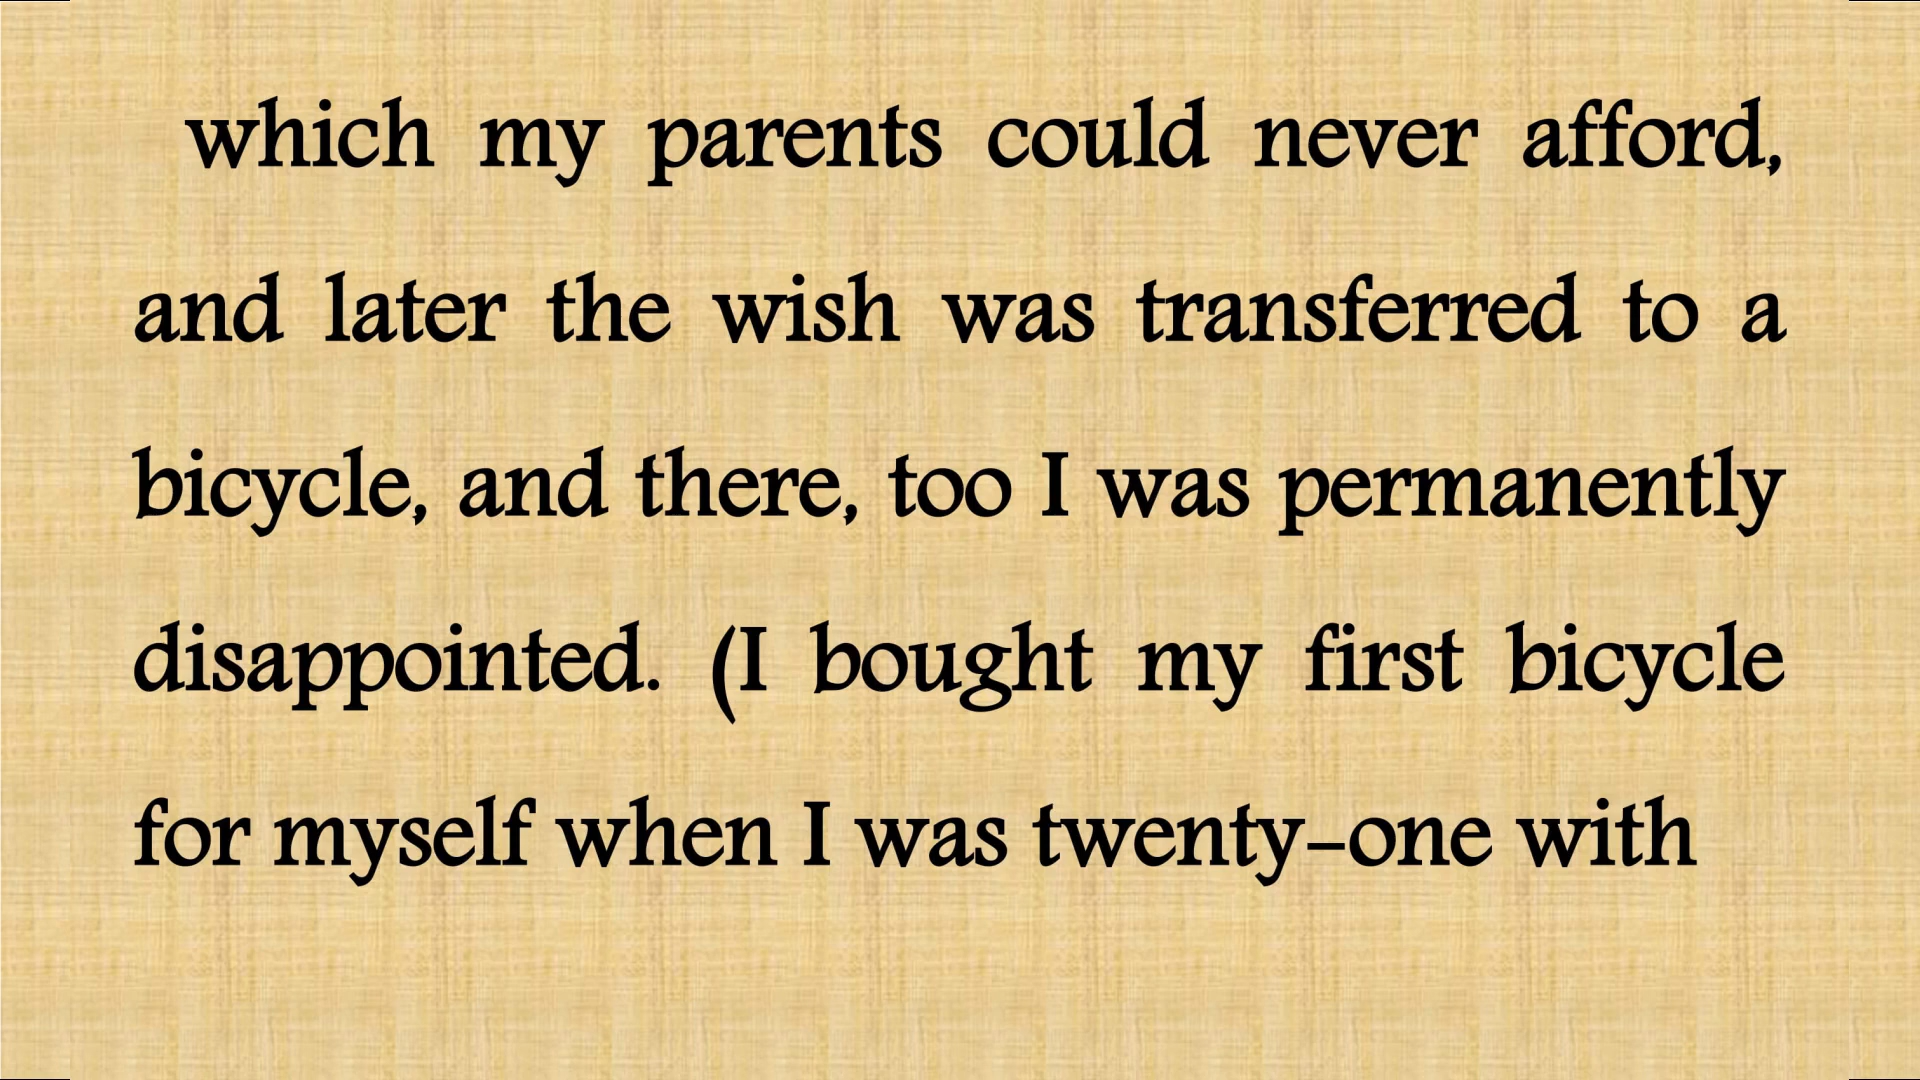 which my parents could never afford,
and later the wish was transferred to a
bicycle, and there, too I was permanently
disappointed. (I bought my first bicycle
for myself when I was twenty-one with